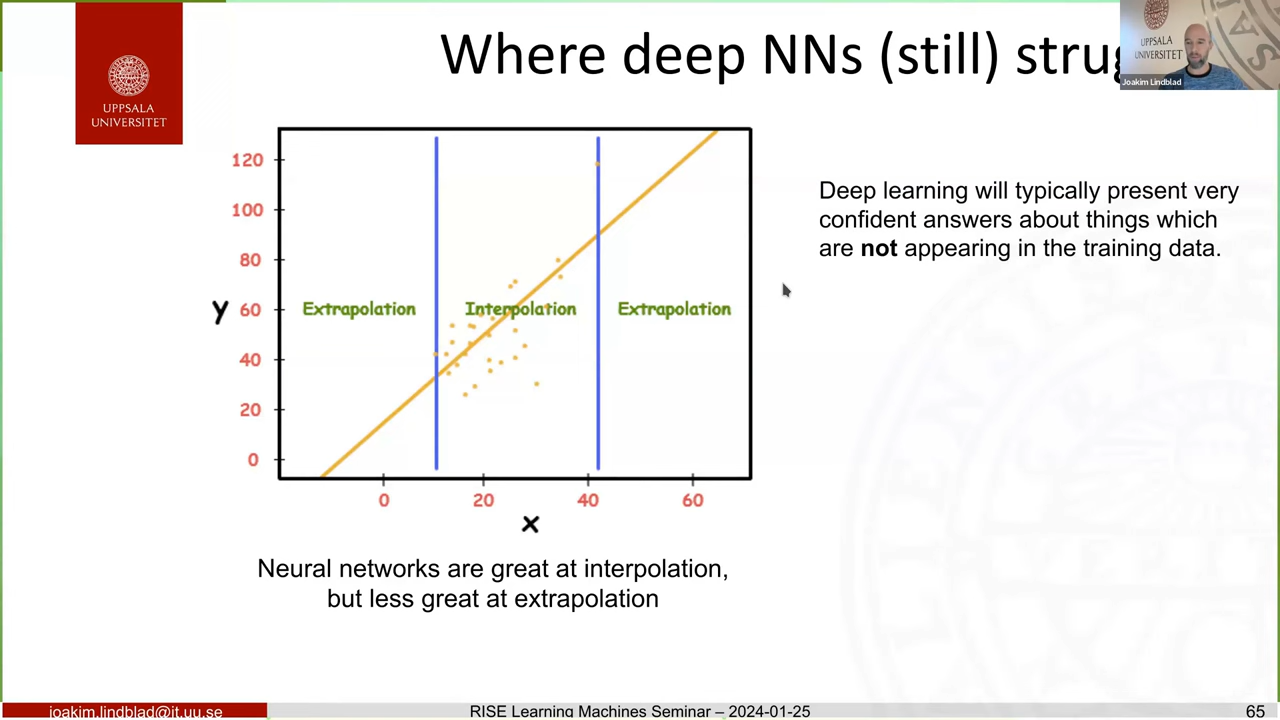 Where deep NNs (still) strug
UPPSALA
UNIVERSITET
UPPSALA
UNIVERSITET
Joakim Lindblad
120
100
80
60
40
20
0
y
Extrapolation
Interpolation
Extrapolation
0
20
40
60
x
Deep learning will typically present very
confident answers about things which
are not appearing in the training data.
Neural networks are great at interpolation,
but less great at extrapolation
joakim.lindblad@it.uu.se
RISE Learning Machines Seminar – 2024-01-25
65